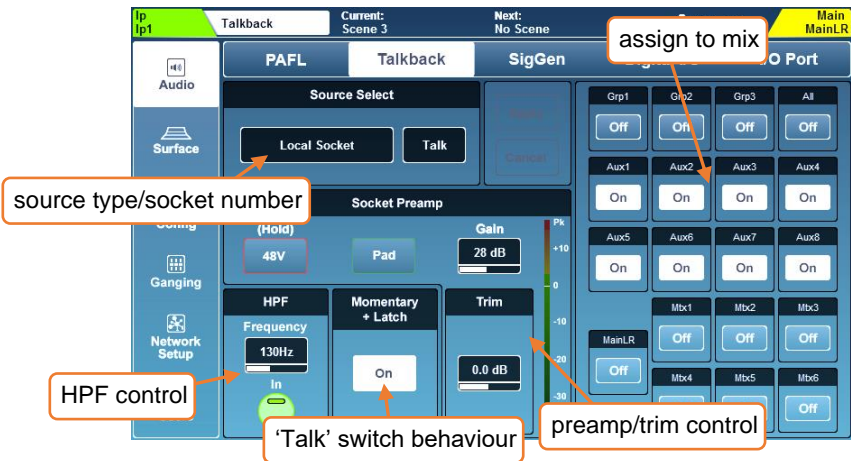 Ip
Ip1
Talkback
Current:
Scene 3
Next:
No Scene
Main
MainLR
assign to mix
Audio
PAFL
Talkback
SigGen
O Port
Source Select
Grp1
Grp2
Grp3
All
Off
Off
Off
Off
Surface
Local Socket
Talk
Cancel
Aux1
Aux2
Aux3
Aux4
On
On
On
On
source type/socket number
Socket Preamp
(Hold)
Gain
Pk
48V
Pad
28 dB
+10
Aux5
Aux6
Aux7
Aux8
On
On
On
On
Ganging
0
HPF
Momentary
+ Latch
Trim
-10
Mtx1
Mtx2
Mtx3
Frequency
Network
Setup
130Hz
MainLR
Off
Off
Off
On
0.0 dB
-20
Off
HPF control
In
-30
Mtx4
Mtx5
Mtx6
Off
'Talk' switch behaviour
preamp/trim control